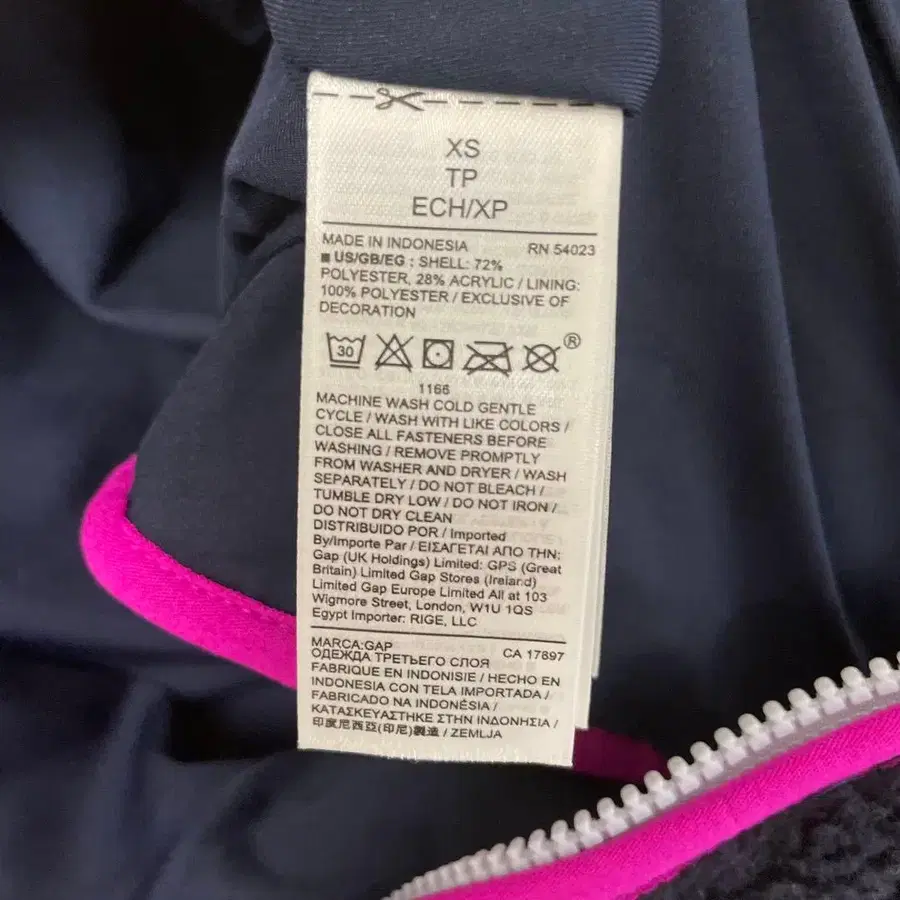 XS
TP
ECH/XP
MADE IN INDONESIA RN 54023
■ US/GB/EG : SHELL: 72%
POLYESTER, 28% ACRYLIC / LINING:
100% POLYESTER / EXCLUSIVE OF
DECORATION
30 ®
1166
MACHINE WASH COLD GENTLE
CYCLE / WASH WITH LIKE COLORS /
CLOSE ALL FASTENERS BEFORE
WASHING / REMOVE PROMPTLY
FROM WASHER AND DRYER / WASH
SEPARATELY / DO NOT BLEACH /
TUMBLE DRY LOW / DO NOT IRON /
DO NOT DRY CLEAN
DISTRIBUIDO POR / Imported
By/Importe Par / ΕΙΣΑΓΕΤΑΙ ΑΠΟ ΤΗΝ:
Gap (UK Holdings) Limited: GPS (Great
Britain) Limited Gap Stores (Ireland)
Limited Gap Europe Limited All at 103
Wigmore Street, London, W1U 1QS
Egypt Importer: RIGE, LLC
MARCA:GAP CA 17897
ОДЕЖДА ТРЕТЬЕГО СЛОЯ
FABRIQUE EN INDONISIE / HECHO EN
INDONESIA CON TELA IMPORTADA /
FABRICADO NA INDONÉSIA /
ΚΑΤΑΣΚΕΥΑΣΤΗΚΕ ΣΤΗΝ ΙΝΔΟΝΗΣΙΑ /
印度尼西亞(印尼)製造 / ZEMLJA